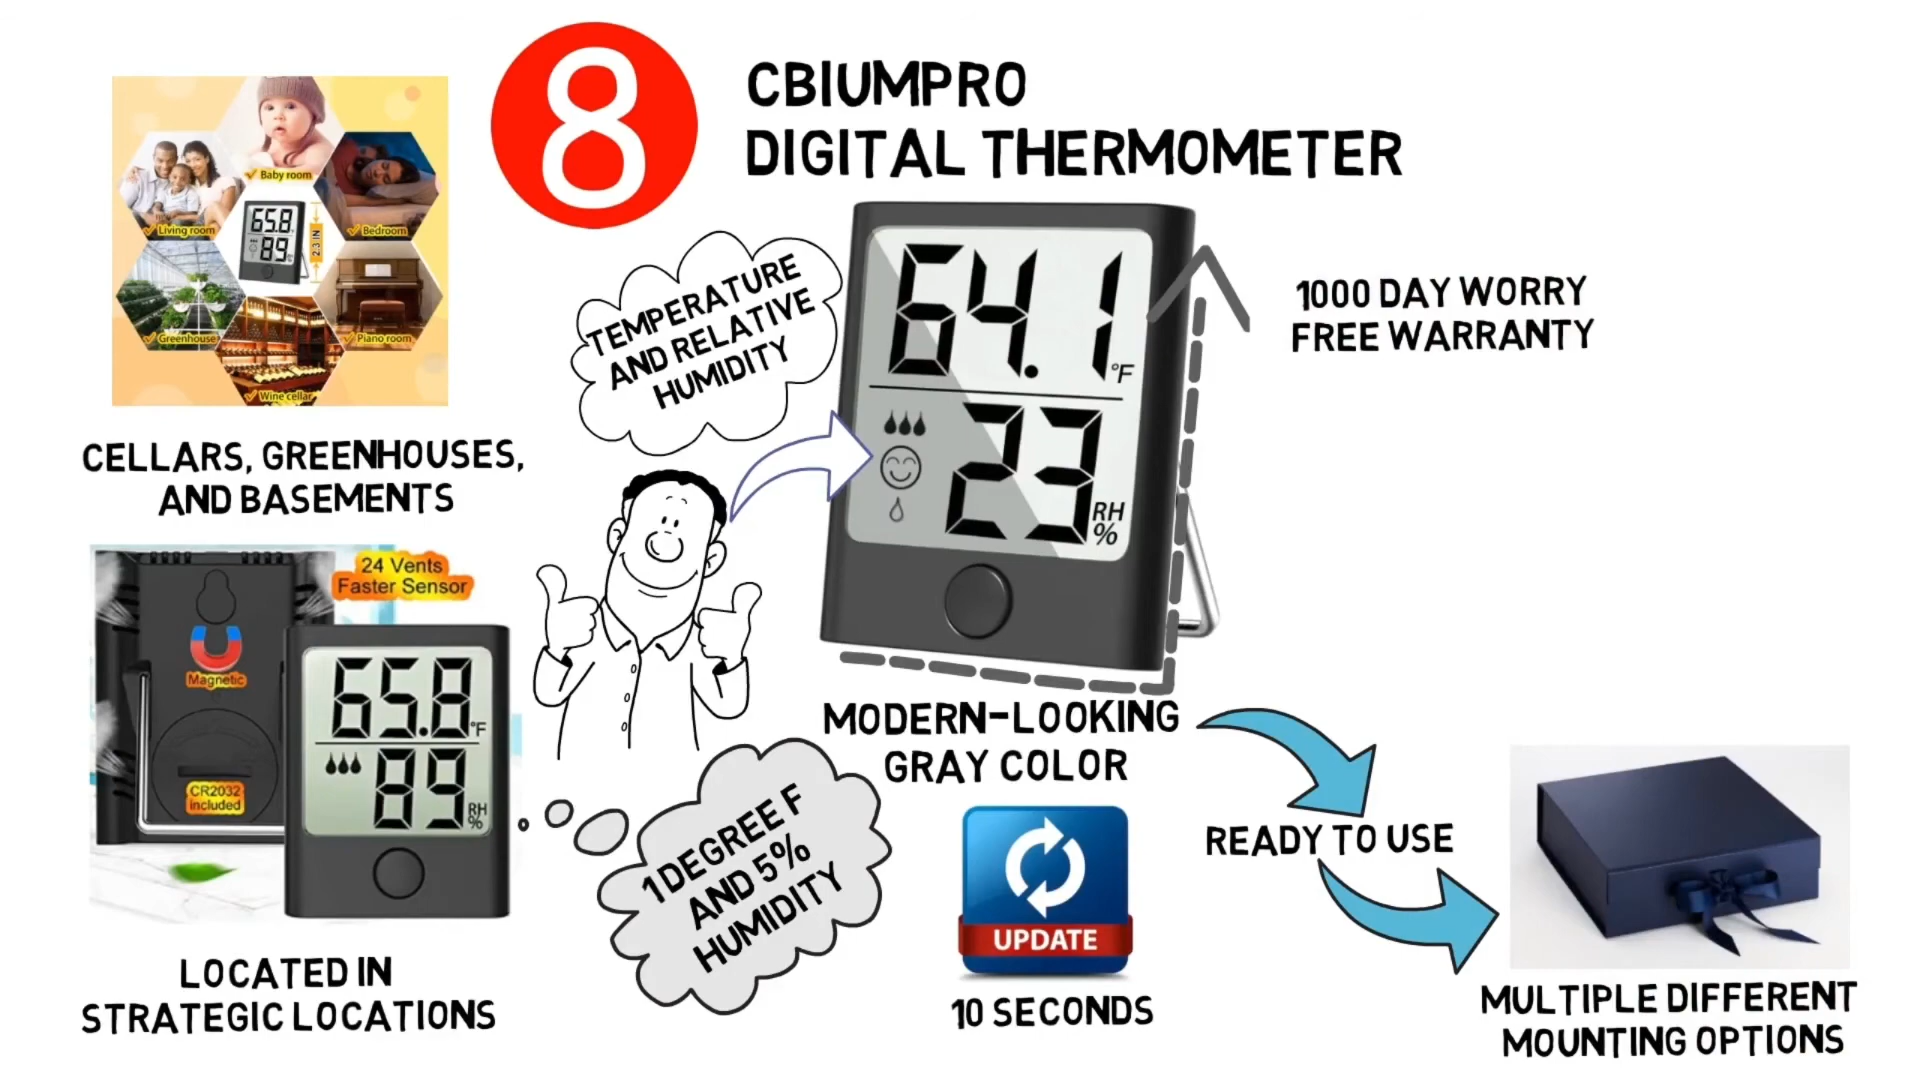 8
CBIUMPRO
DIGITAL THERMOMETER
Baby room
Living room
Bedroom
65.8
89
2.3 IN
Greenhouse
Piano room
Wine cellar
CELLARS, GREENHOUSES,
AND BASEMENTS
TEMPERATURE
AND RELATIVE
HUMIDITY
64.1 °F
23 RH
%
1000 DAY WORRY
FREE WARRANTY
24 Vents
Faster Sensor
Magnetic
CR2032
included
65.8 °F
89 RH
%
LOCATED IN
STRATEGIC LOCATIONS
1 DEGREE F
AND 5%
HUMIDITY
MODERN-LOOKING
GRAY COLOR
UPDATE
10 SECONDS
READY TO USE
MULTIPLE DIFFERENT
MOUNTING OPTIONS